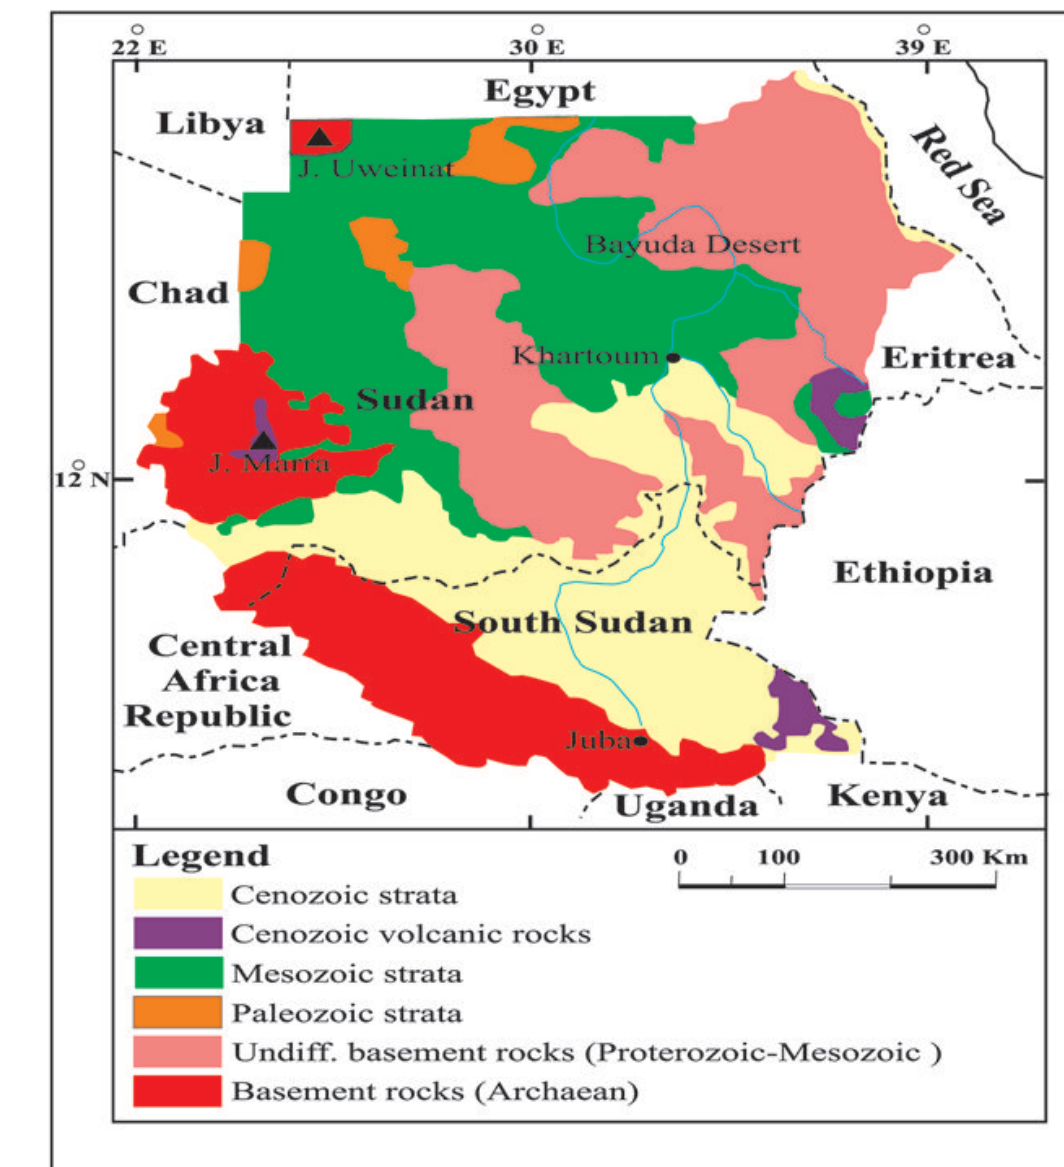 22 E
30 E
39 E
Egypt
Libya
Red Sea
J. Uweinat
Bayuda Desert
Chad
Khartoum
Eritrea
Sudan
J. Marra
12 N
Ethiopia
South Sudan
Central
Africa
Republic
Juba
Congo
Uganda
Kenya
Legend
0 100 300 Km
Cenozoic strata
Cenozoic volcanic rocks
Mesozoic strata
Paleozoic strata
Undiff. basement rocks (Proterozoic-Mesozoic )
Basement rocks (Archaean)